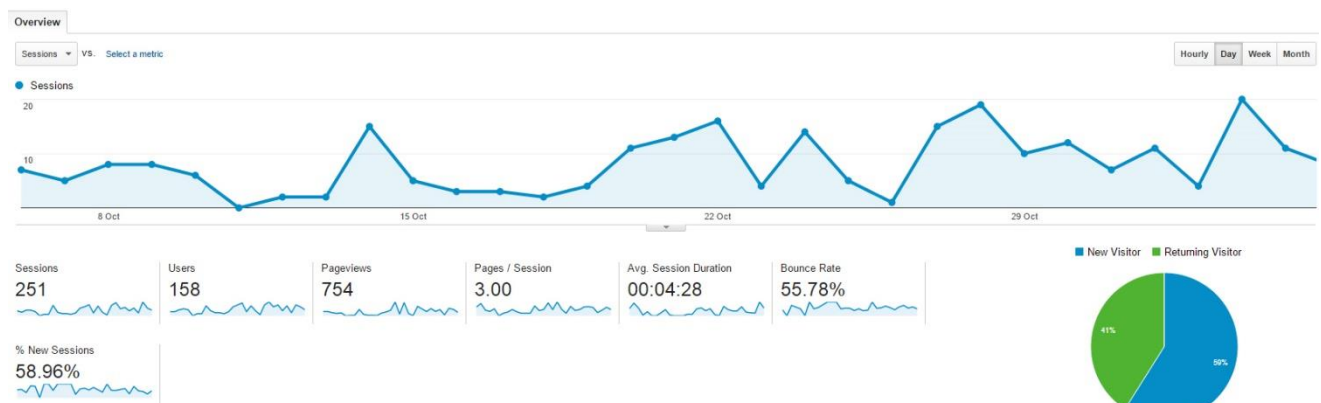 Overview
Sessions VS. Select a metric
Hourly Day Week Month
Sessions
20
10
8 Oct 15 Oct 22 Oct 29 Oct
New Visitor Returning Visitor
Sessions Users Pageviews Pages / Session Avg. Session Duration Bounce Rate
251 158 754 3.00 00:04:28 55.78%
% New Sessions
58.96%
41%
59%